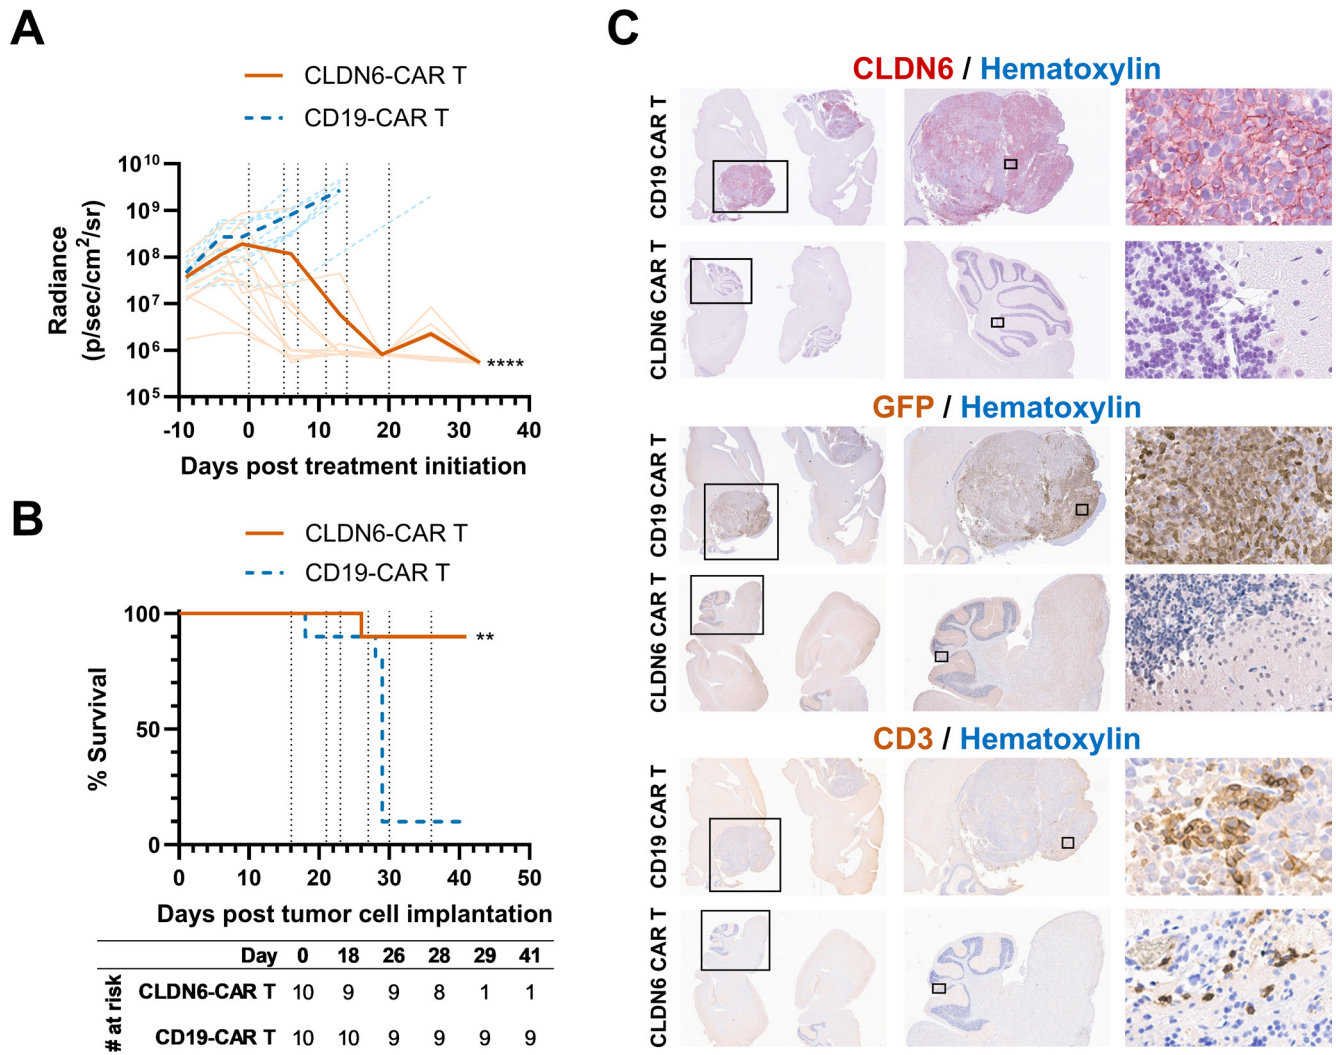 A
CLDN6-CAR T
CD19-CAR T
10^10
10^9
10^8
10^7
10^6
10^5
Radiance
(p/sec/cm^2/sr)
****
-10 0 10 20 30 40
Days post treatment initiation
B
CLDN6-CAR T
CD19-CAR T
100
50
0
% Survival
**
0 10 20 30 40 50
Days post tumor cell implantation
Day 0 18 26 28 29 41
# at risk
CLDN6-CAR T 10 9 9 8 1 1
CD19-CAR T 10 10 9 9 9 9
C
CLDN6 / Hematoxylin
CD19 CAR T
CLDN6 CAR T
GFP / Hematoxylin
CD19 CAR T
CLDN6 CAR T
CD3 / Hematoxylin
CD19 CAR T
CLDN6 CAR T